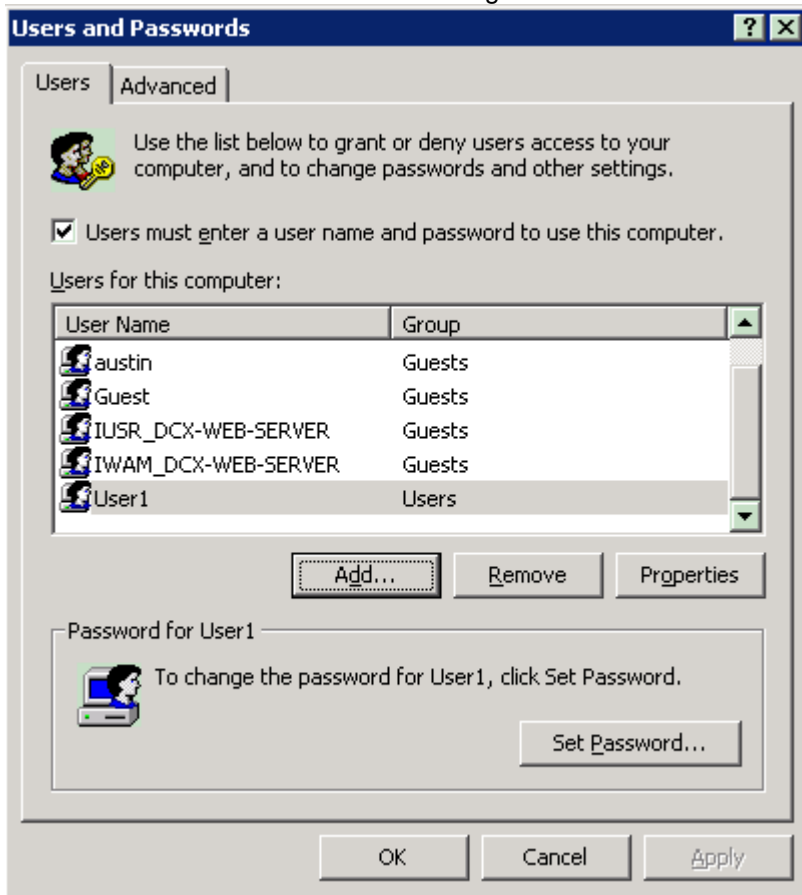 Users and Passwords
Users Advanced
Use the list below to grant or deny users access to your
computer, and to change passwords and other settings.
Users must enter a user name and password to use this computer.
Users for this computer:
User Name Group
austin Guests
Guest Guests
IUSR_DCX-WEB-SERVER Guests
IWAM_DCX-WEB-SERVER Guests
User1 Users
Add... Remove Properties
Password for User1
To change the password for User1, click Set Password.
Set Password...
OK Cancel Apply